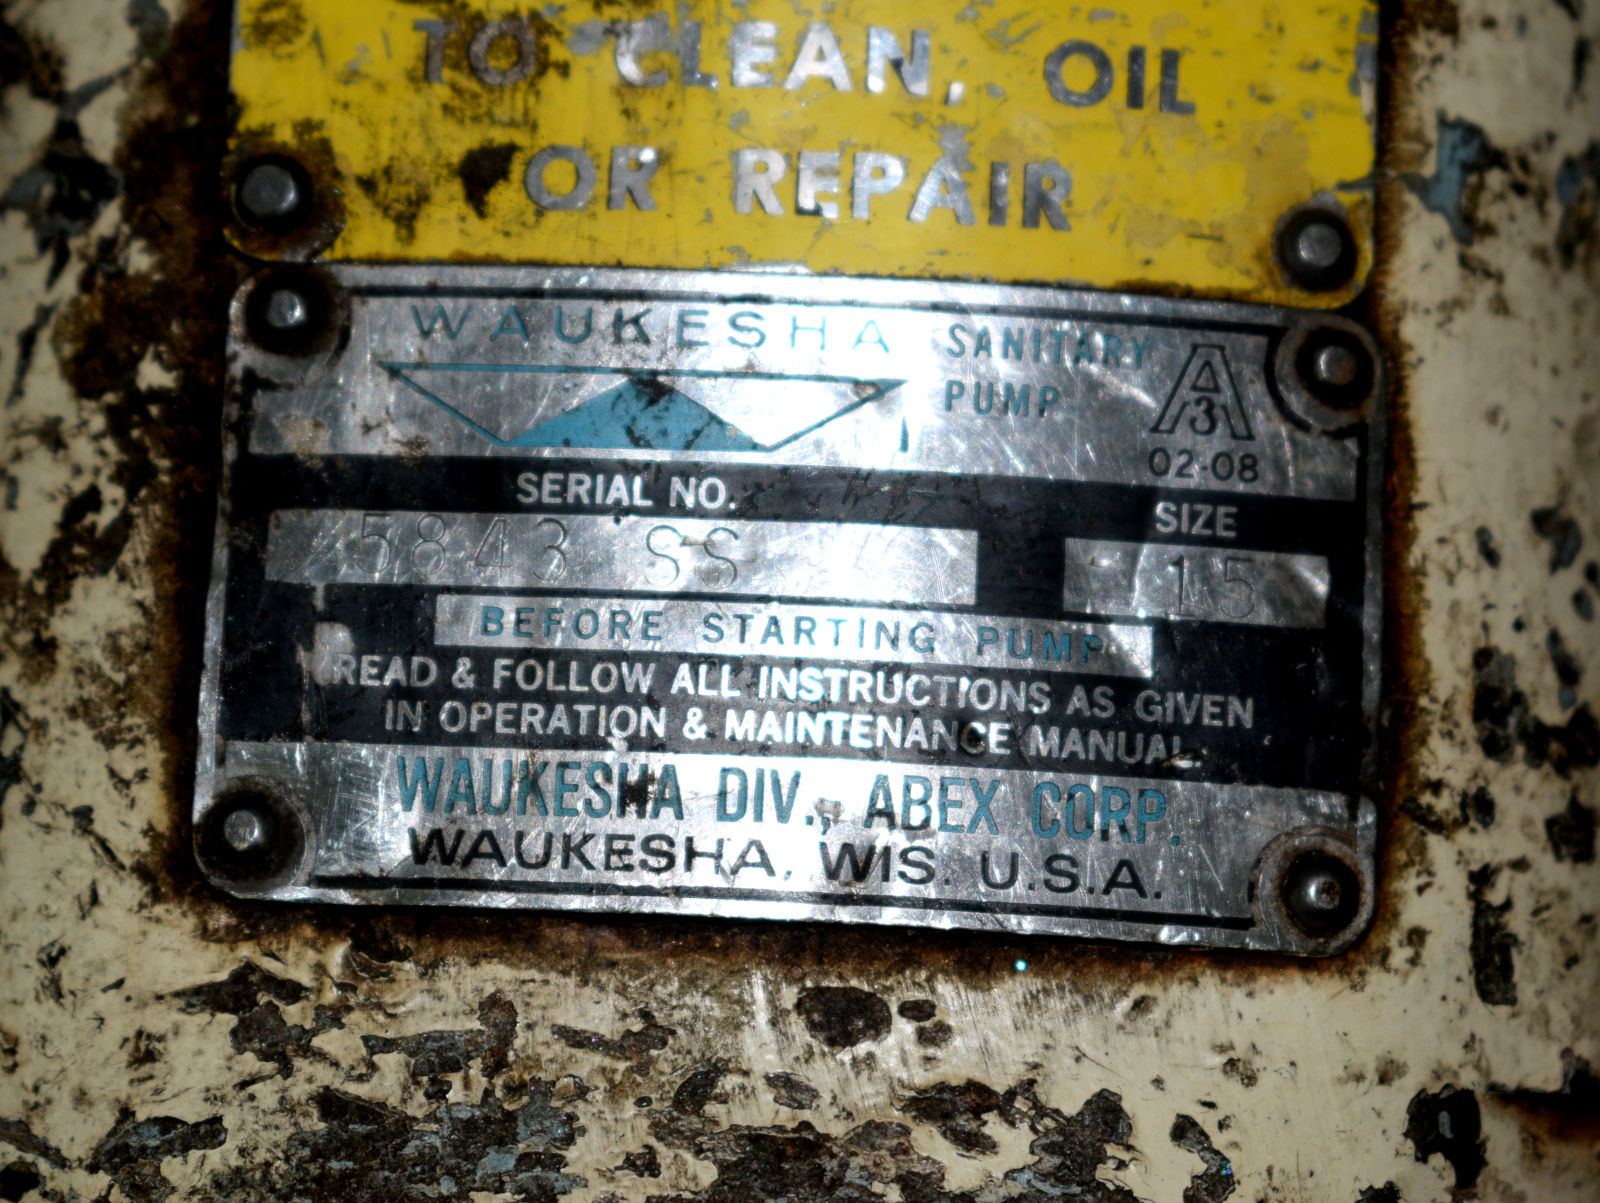 TO CLEAN, OIL
OR REPAIR
WAUKESHA SANITARY
PUMP
A
3
02-08
SERIAL NO.
SIZE
5843 SS 15
BEFORE STARTING PUMP
READ & FOLLOW ALL INSTRUCTIONS AS GIVEN
IN OPERATION & MAINTENANCE MANUAL.
WAUKESHA DIV., ABEX CORP.
WAUKESHA, WIS. U.S.A.